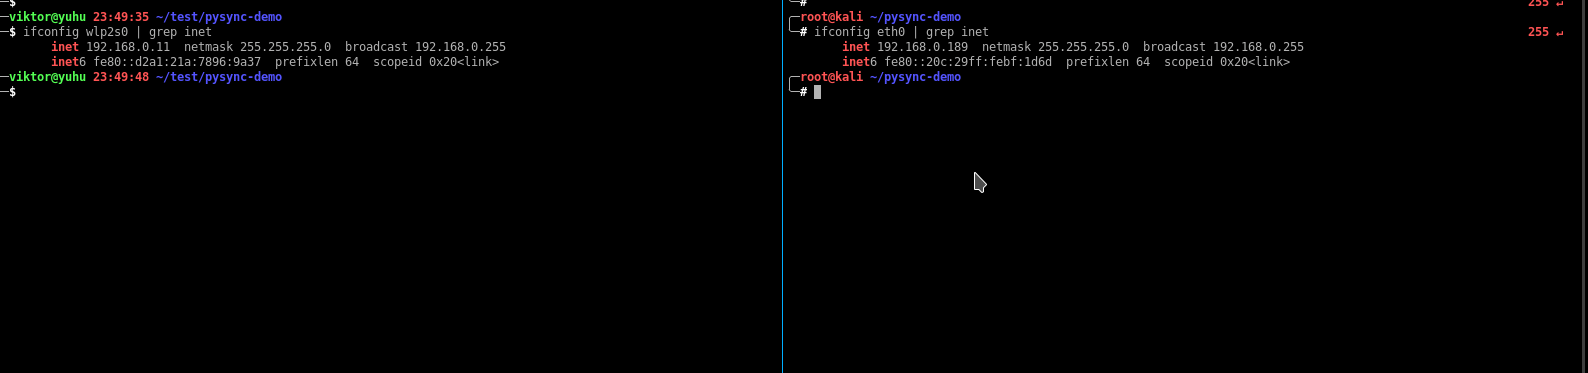 $
viktor@yuhu 23:49:35 ~/test/pysync-demo
$ ifconfig wlp2s0 | grep inet
inet 192.168.0.11 netmask 255.255.255.0 broadcast 192.168.0.255
inet6 fe80::d2a1:21a:7896:9a37 prefixlen 64 scopeid 0x20<link>
viktor@yuhu 23:49:48 ~/test/pysync-demo
$
# 255 ↵
root@kali ~/pysync-demo
# ifconfig eth0 | grep inet 255 ↵
inet 192.168.0.189 netmask 255.255.255.0 broadcast 192.168.0.255
inet6 fe80::20c:29ff:febf:1d6d prefixlen 64 scopeid 0x20<link>
root@kali ~/pysync-demo
#